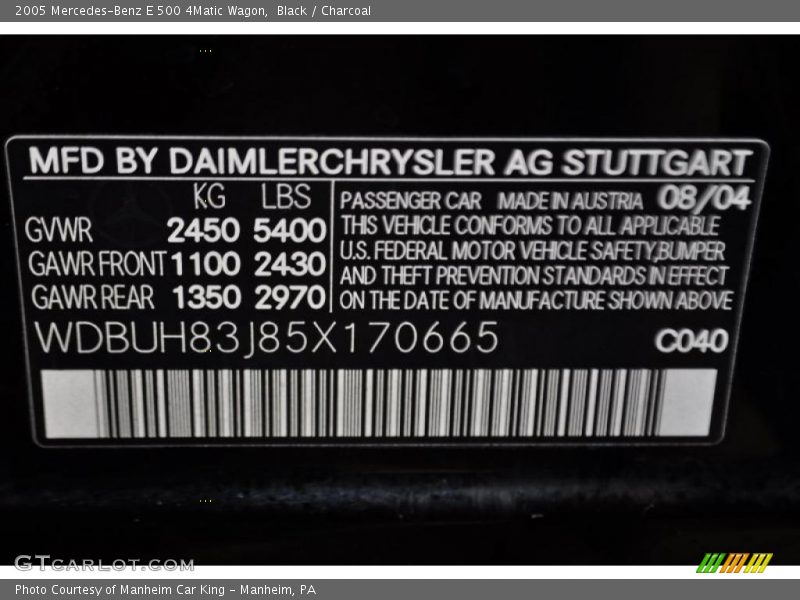 2005 Mercedes-Benz E 500 4Matic Wagon, Black / Charcoal
MFD BY DAIMLERCHRYSLER AG STUTTGART
KG LBS
GVWR 2450 5400
GAWR FRONT 1100 2430
GAWR REAR 1350 2970
PASSENGER CAR MADE IN AUSTRIA 08/04
THIS VEHICLE CONFORMS TO ALL APPLICABLE
U.S. FEDERAL MOTOR VEHICLE SAFETY,BUMPER
AND THEFT PREVENTION STANDARDS IN EFFECT
ON THE DATE OF MANUFACTURE SHOWN ABOVE
WDBUH83J85X170665 C040
GTCARLOT.COM
Photo Courtesy of Manheim Car King - Manheim, PA